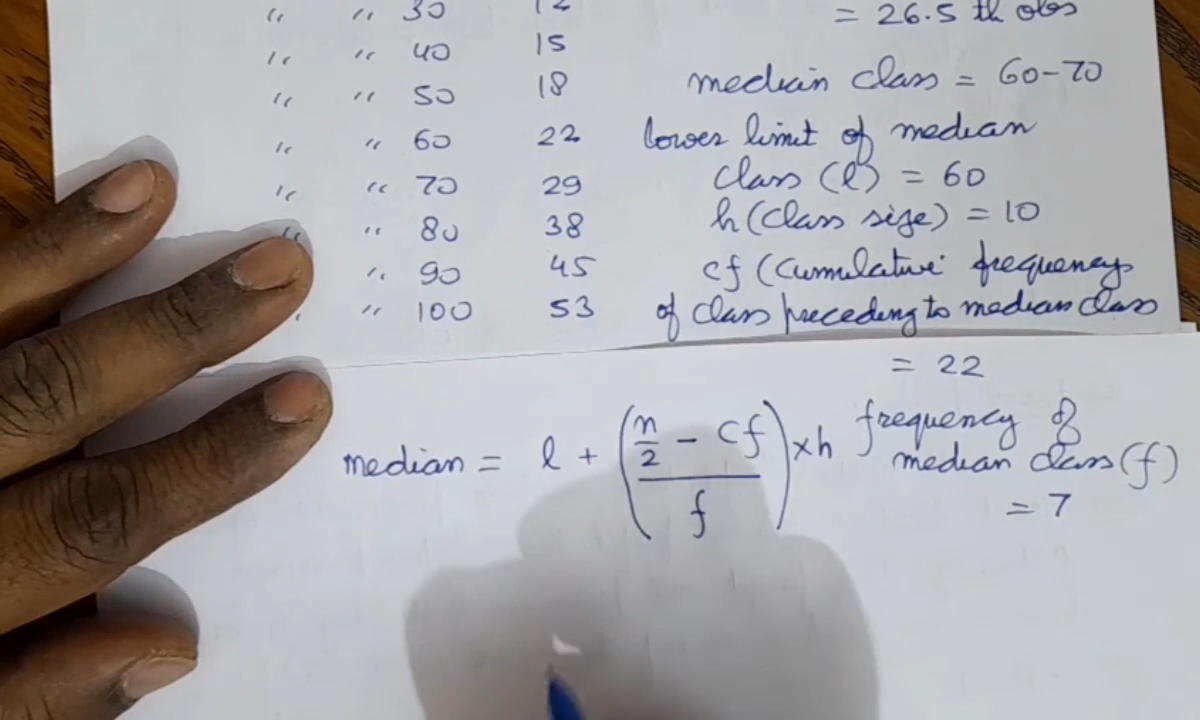 〃 〃 30 12
〃 〃 40 15
〃 〃 50 18
〃 〃 60 22
〃 〃 70 29
〃 〃 80 38
〃 90 45
〃 100 53
= 26.5 th obs
median class = 60-70
lower limit of median
class (l) = 60
h (class size) = 10
cf (cumulative frequency
of class preceding to median class
= 22
frequency of
median class (f)
= 7
median = l + ((n/2 - cf)/f) × h